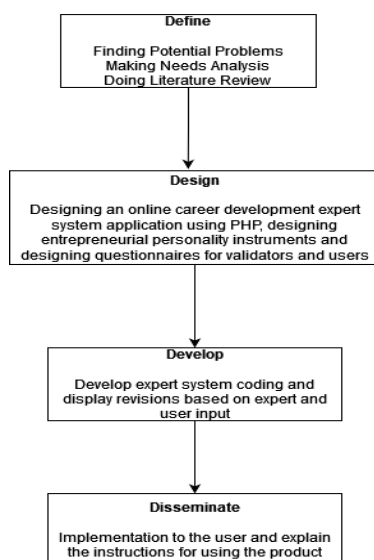 Define
Finding Potential Problems
Making Needs Analysis
Doing Literature Review
Design
Designing an online career development expert
system application using PHP, designing
entrepreneurial personality instruments and
designing questionnaires for validators and users
Develop
Develop expert system coding and
display revisions based on expert and
user input
Disseminate
Implementation to the user and explain
the instructions for using the product